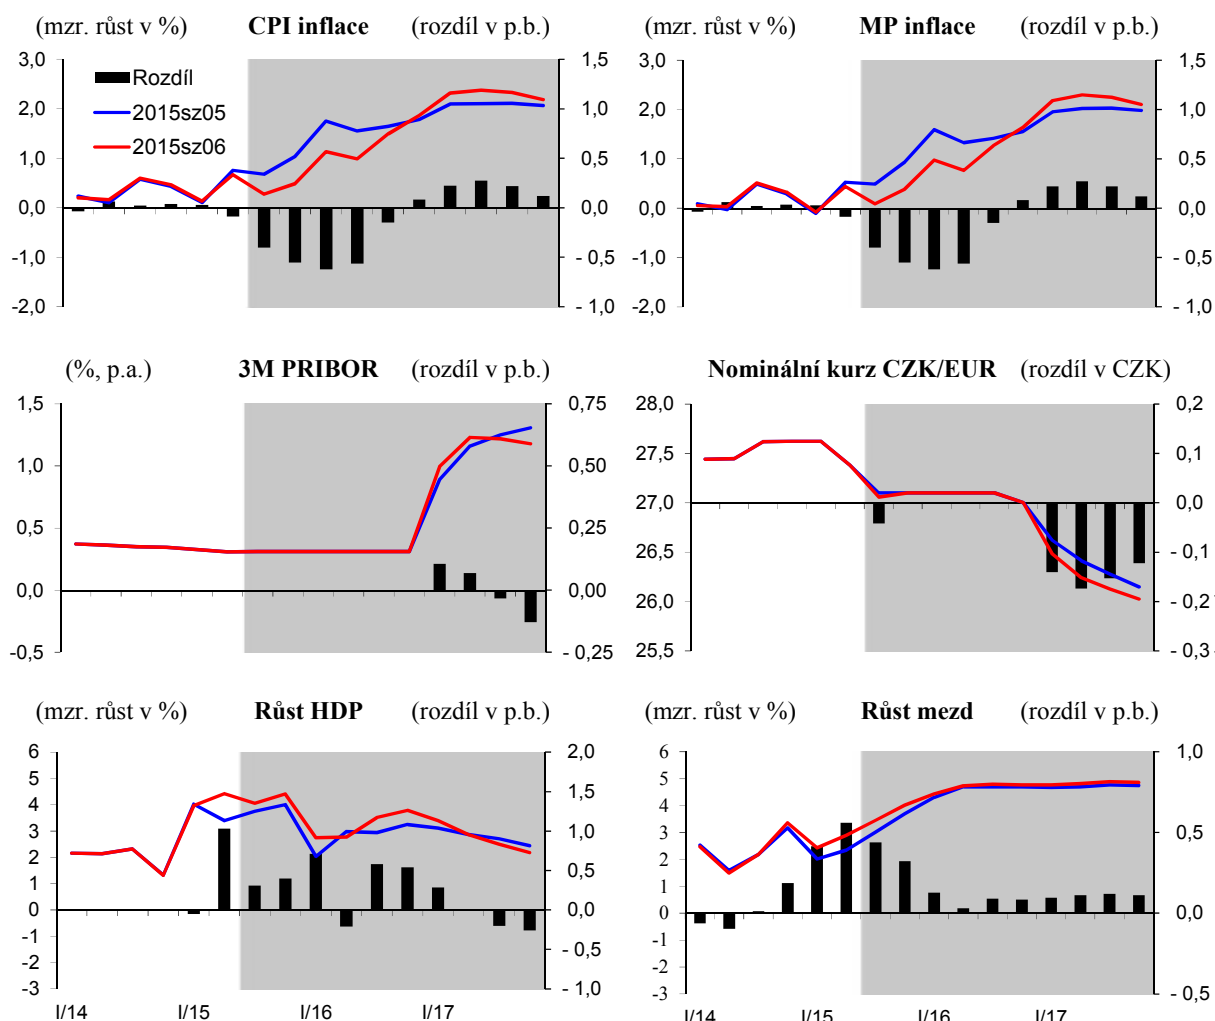 (mzr. růst v %) CPI inflace (rozdíl v p.b.)
3,0 1,5
Rozdíl
2,0 2015sz05 1,0
2015sz06
1,0 0,5
0,0 0,0
-1,0 - 0,5
-2,0 - 1,0
(mzr. růst v %) MP inflace (rozdíl v p.b.)
3,0 1,5
2,0 1,0
1,0 0,5
0,0 0,0
-1,0 - 0,5
-2,0 - 1,0
(%, p.a.) 3M PRIBOR (rozdíl v p.b.)
1,5 0,75
1,0 0,50
0,5 0,25
0,0 0,00
-0,5 - 0,25
Nominální kurz CZK/EUR (rozdíl v CZK)
28,0 0,2
27,5 0,1
27,0 0,0
26,5 - 0,1
26,0 - 0,2
25,5 - 0,3
(mzr. růst v %) Růst HDP (rozdíl v p.b.)
6 2,0
5
4 1,5
3 1,0
2
1 0,5
0 0,0
-1
-2 - 0,5
-3 - 1,0
I/14 I/15 I/16 I/17
(mzr. růst v %) Růst mezd (rozdíl v p.b.)
6 1,0
5
4
3 0,5
2
1
0 0,0
-1
-2
-3 - 0,5
I/14 I/15 I/16 I/17